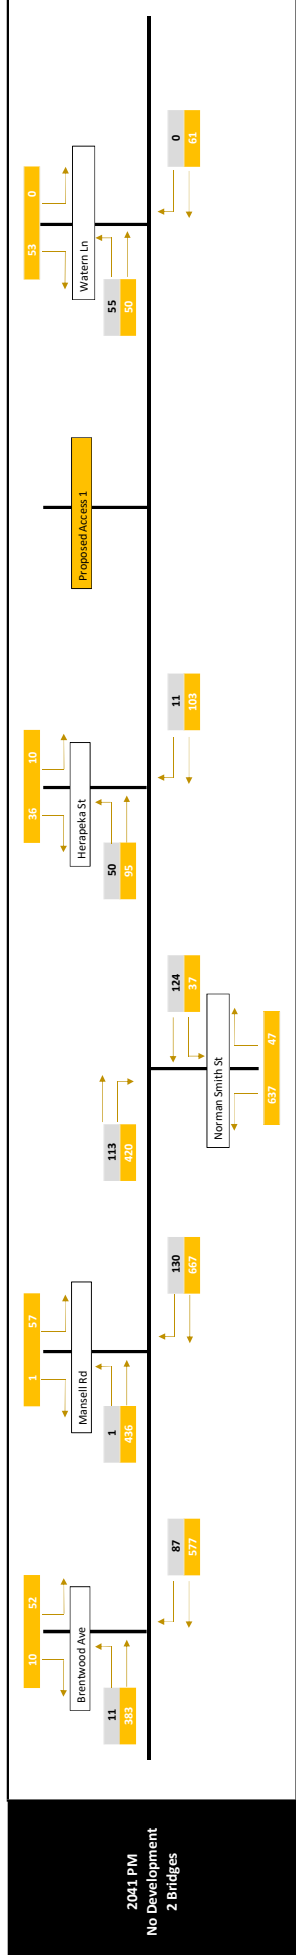 2041 PM
No Development
2 Bridges
10 52
Brentwood Ave
11
383
87
577
1 57
Mansell Rd
1
436
130
667
113
420
124
37
Norman Smith St
637 47
36 10
Herapeka St
50
95
11
103
Proposed Access 1
53 0
Watern Ln
55
50
0
61